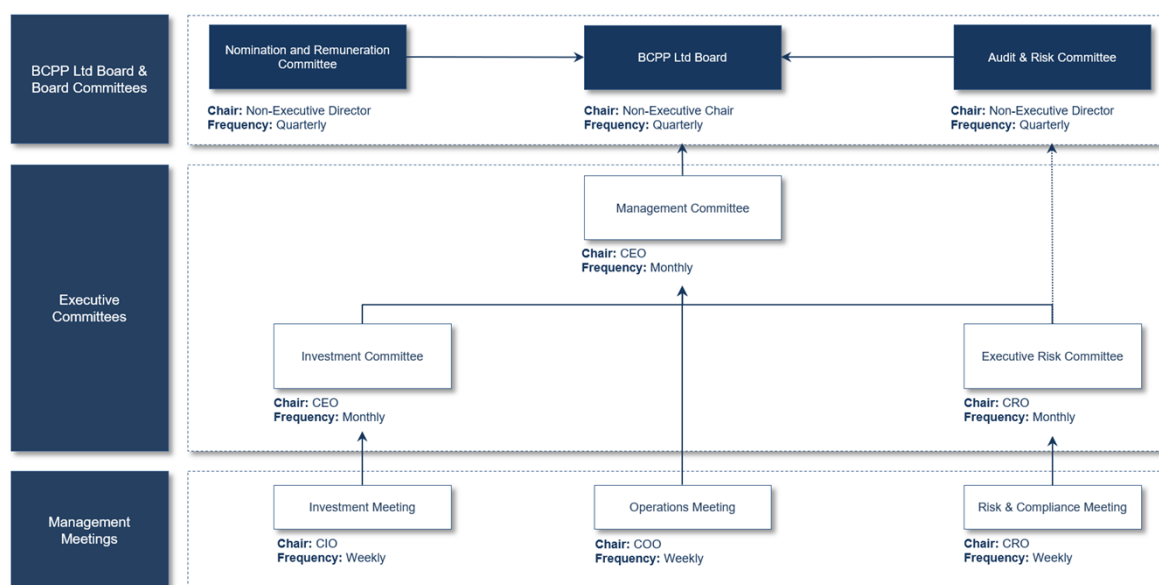 BCPP Ltd Board &
Board Committees
Nomination and Remuneration
Committee
Chair: Non-Executive Director
Frequency: Quarterly
BCPP Ltd Board
Chair: Non-Executive Chair
Frequency: Quarterly
Audit & Risk Committee
Chair: Non-Executive Director
Frequency: Quarterly
Executive
Committees
Management Committee
Chair: CEO
Frequency: Monthly
Investment Committee
Chair: CEO
Frequency: Monthly
Executive Risk Committee
Chair: CRO
Frequency: Monthly
Management
Meetings
Investment Meeting
Chair: CIO
Frequency: Weekly
Operations Meeting
Chair: COO
Frequency: Weekly
Risk & Compliance Meeting
Chair: CRO
Frequency: Weekly